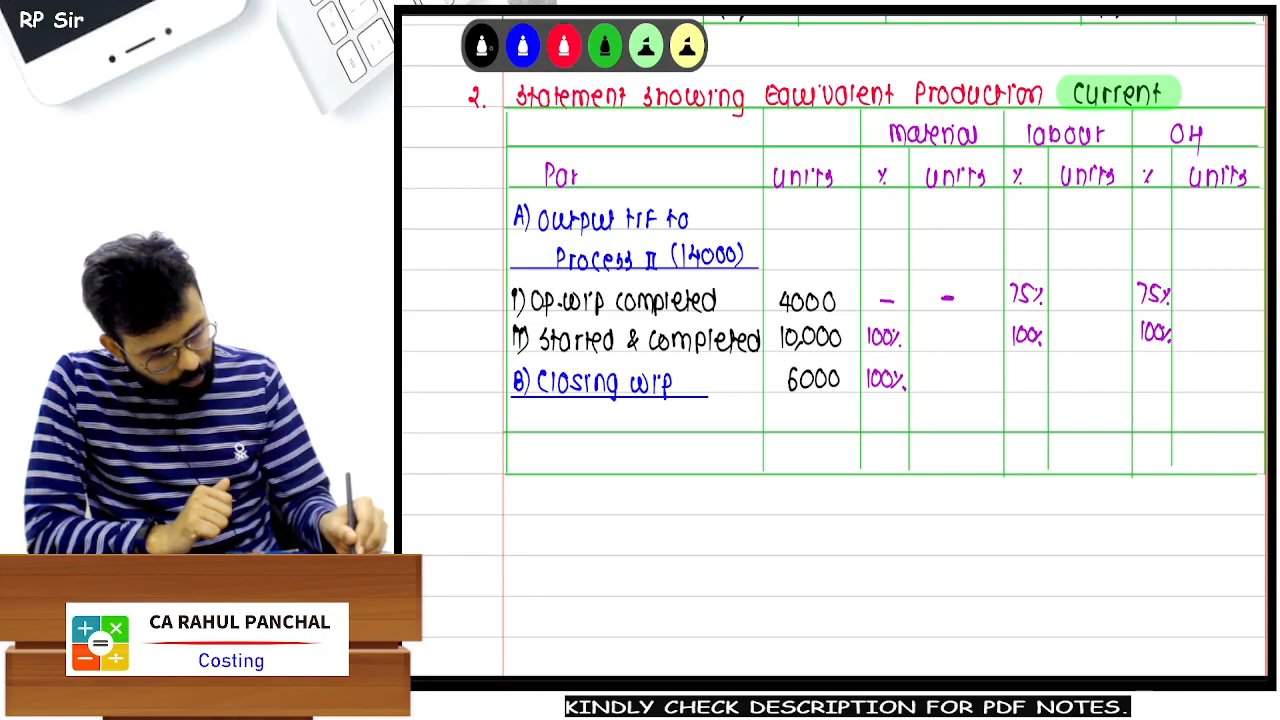 RP Sir
2. Statement Showing Equivalent Production Current
Material Labour OH
Par units % units % units % units
A) Output trf to
Process II (14000)
i) Op.wip completed 4000 - - 75% 75%
ii) Started & completed 10,000 100% 100% 100%
B) Closing wip 6000 100%
CA RAHUL PANCHAL
Costing
KINDLY CHECK DESCRIPTION FOR PDF NOTES.